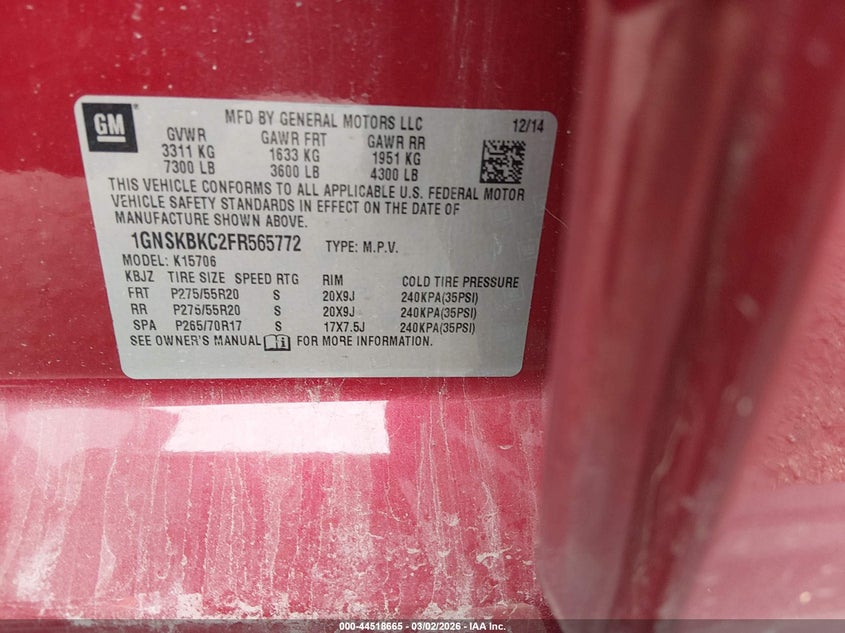 GM
MFD BY GENERAL MOTORS LLC 12/14
GVWR GAWR FRT GAWR RR
3311 KG 1633 KG 1951 KG
7300 LB 3600 LB 4300 LB
THIS VEHICLE CONFORMS TO ALL APPLICABLE U.S. FEDERAL MOTOR
VEHICLE SAFETY STANDARDS IN EFFECT ON THE DATE OF
MANUFACTURE SHOWN ABOVE.
1GNSKBKC2FR565772 TYPE: M.P.V.
MODEL: K15706
KBJZ TIRE SIZE SPEED RTG RIM COLD TIRE PRESSURE
FRT P275/55R20 S 20X9J 240KPA(35PSI)
RR P275/55R20 S 20X9J 240KPA(35PSI)
SPA P265/70R17 S 17X7.5J 240KPA(35PSI)
SEE OWNER'S MANUAL FOR MORE INFORMATION.
000-44518665 - 03/02/2026 - IAA Inc.